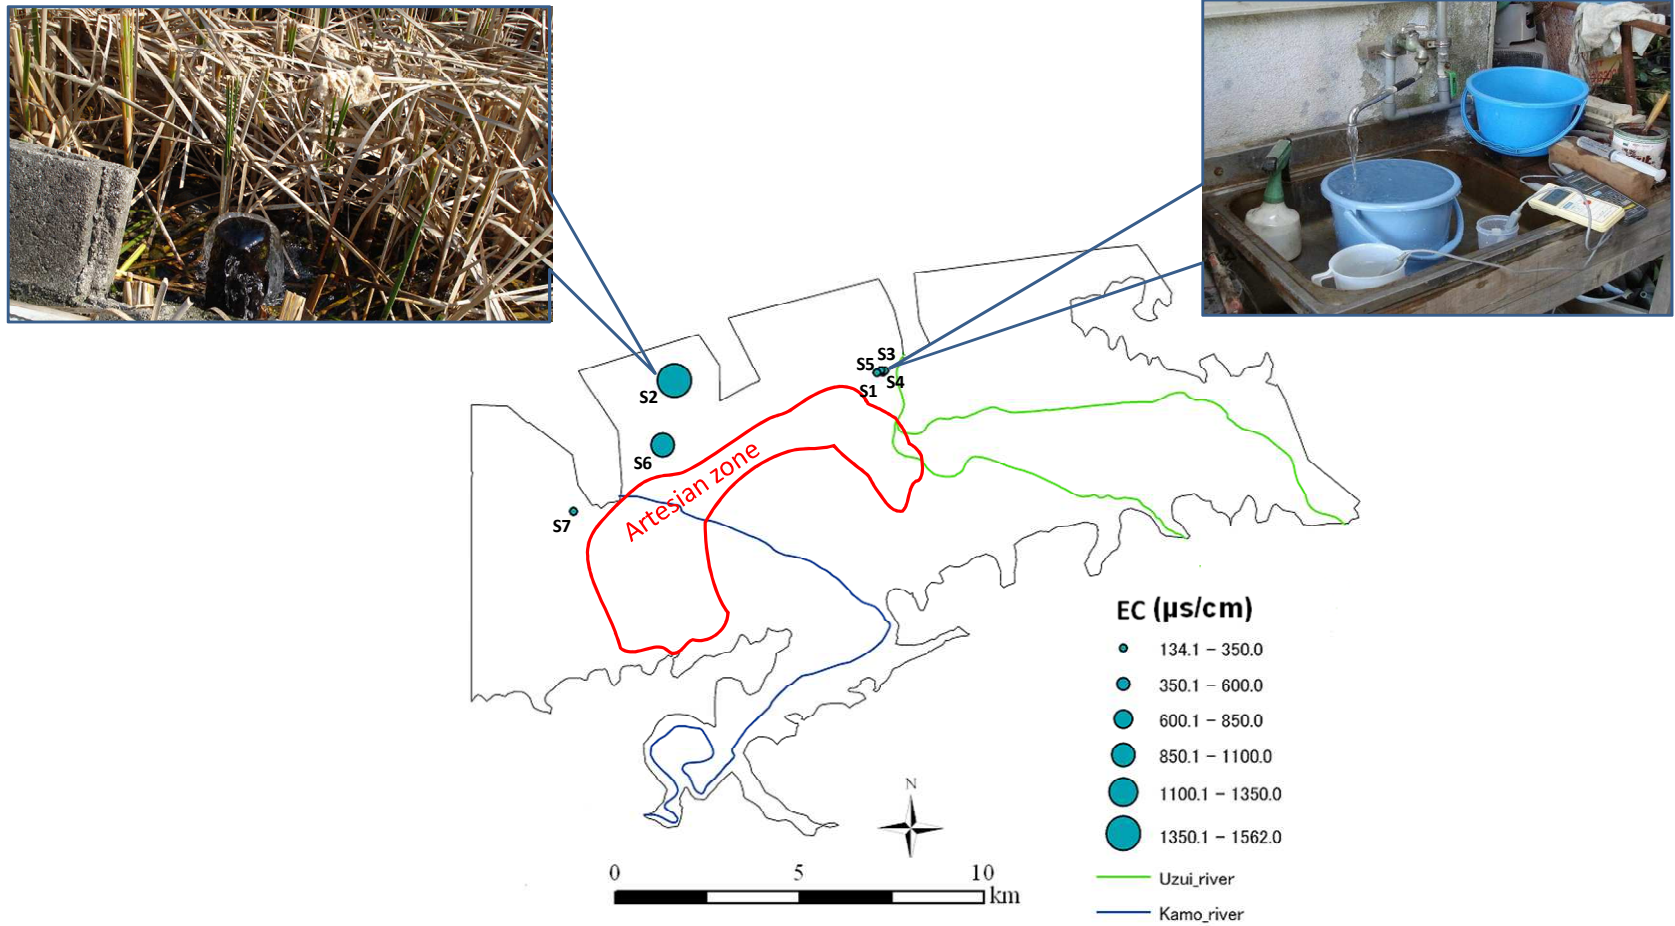 S3
S5
S4
S2
S1
S6
Artesian zone
S7
EC (µs/cm)
134.1 – 350.0
350.1 – 600.0
600.1 – 850.0
850.1 – 1100.0
1100.1 – 1350.0
1350.1 – 1562.0
N
0 5 10
km
Uzui_river
Kamo_river